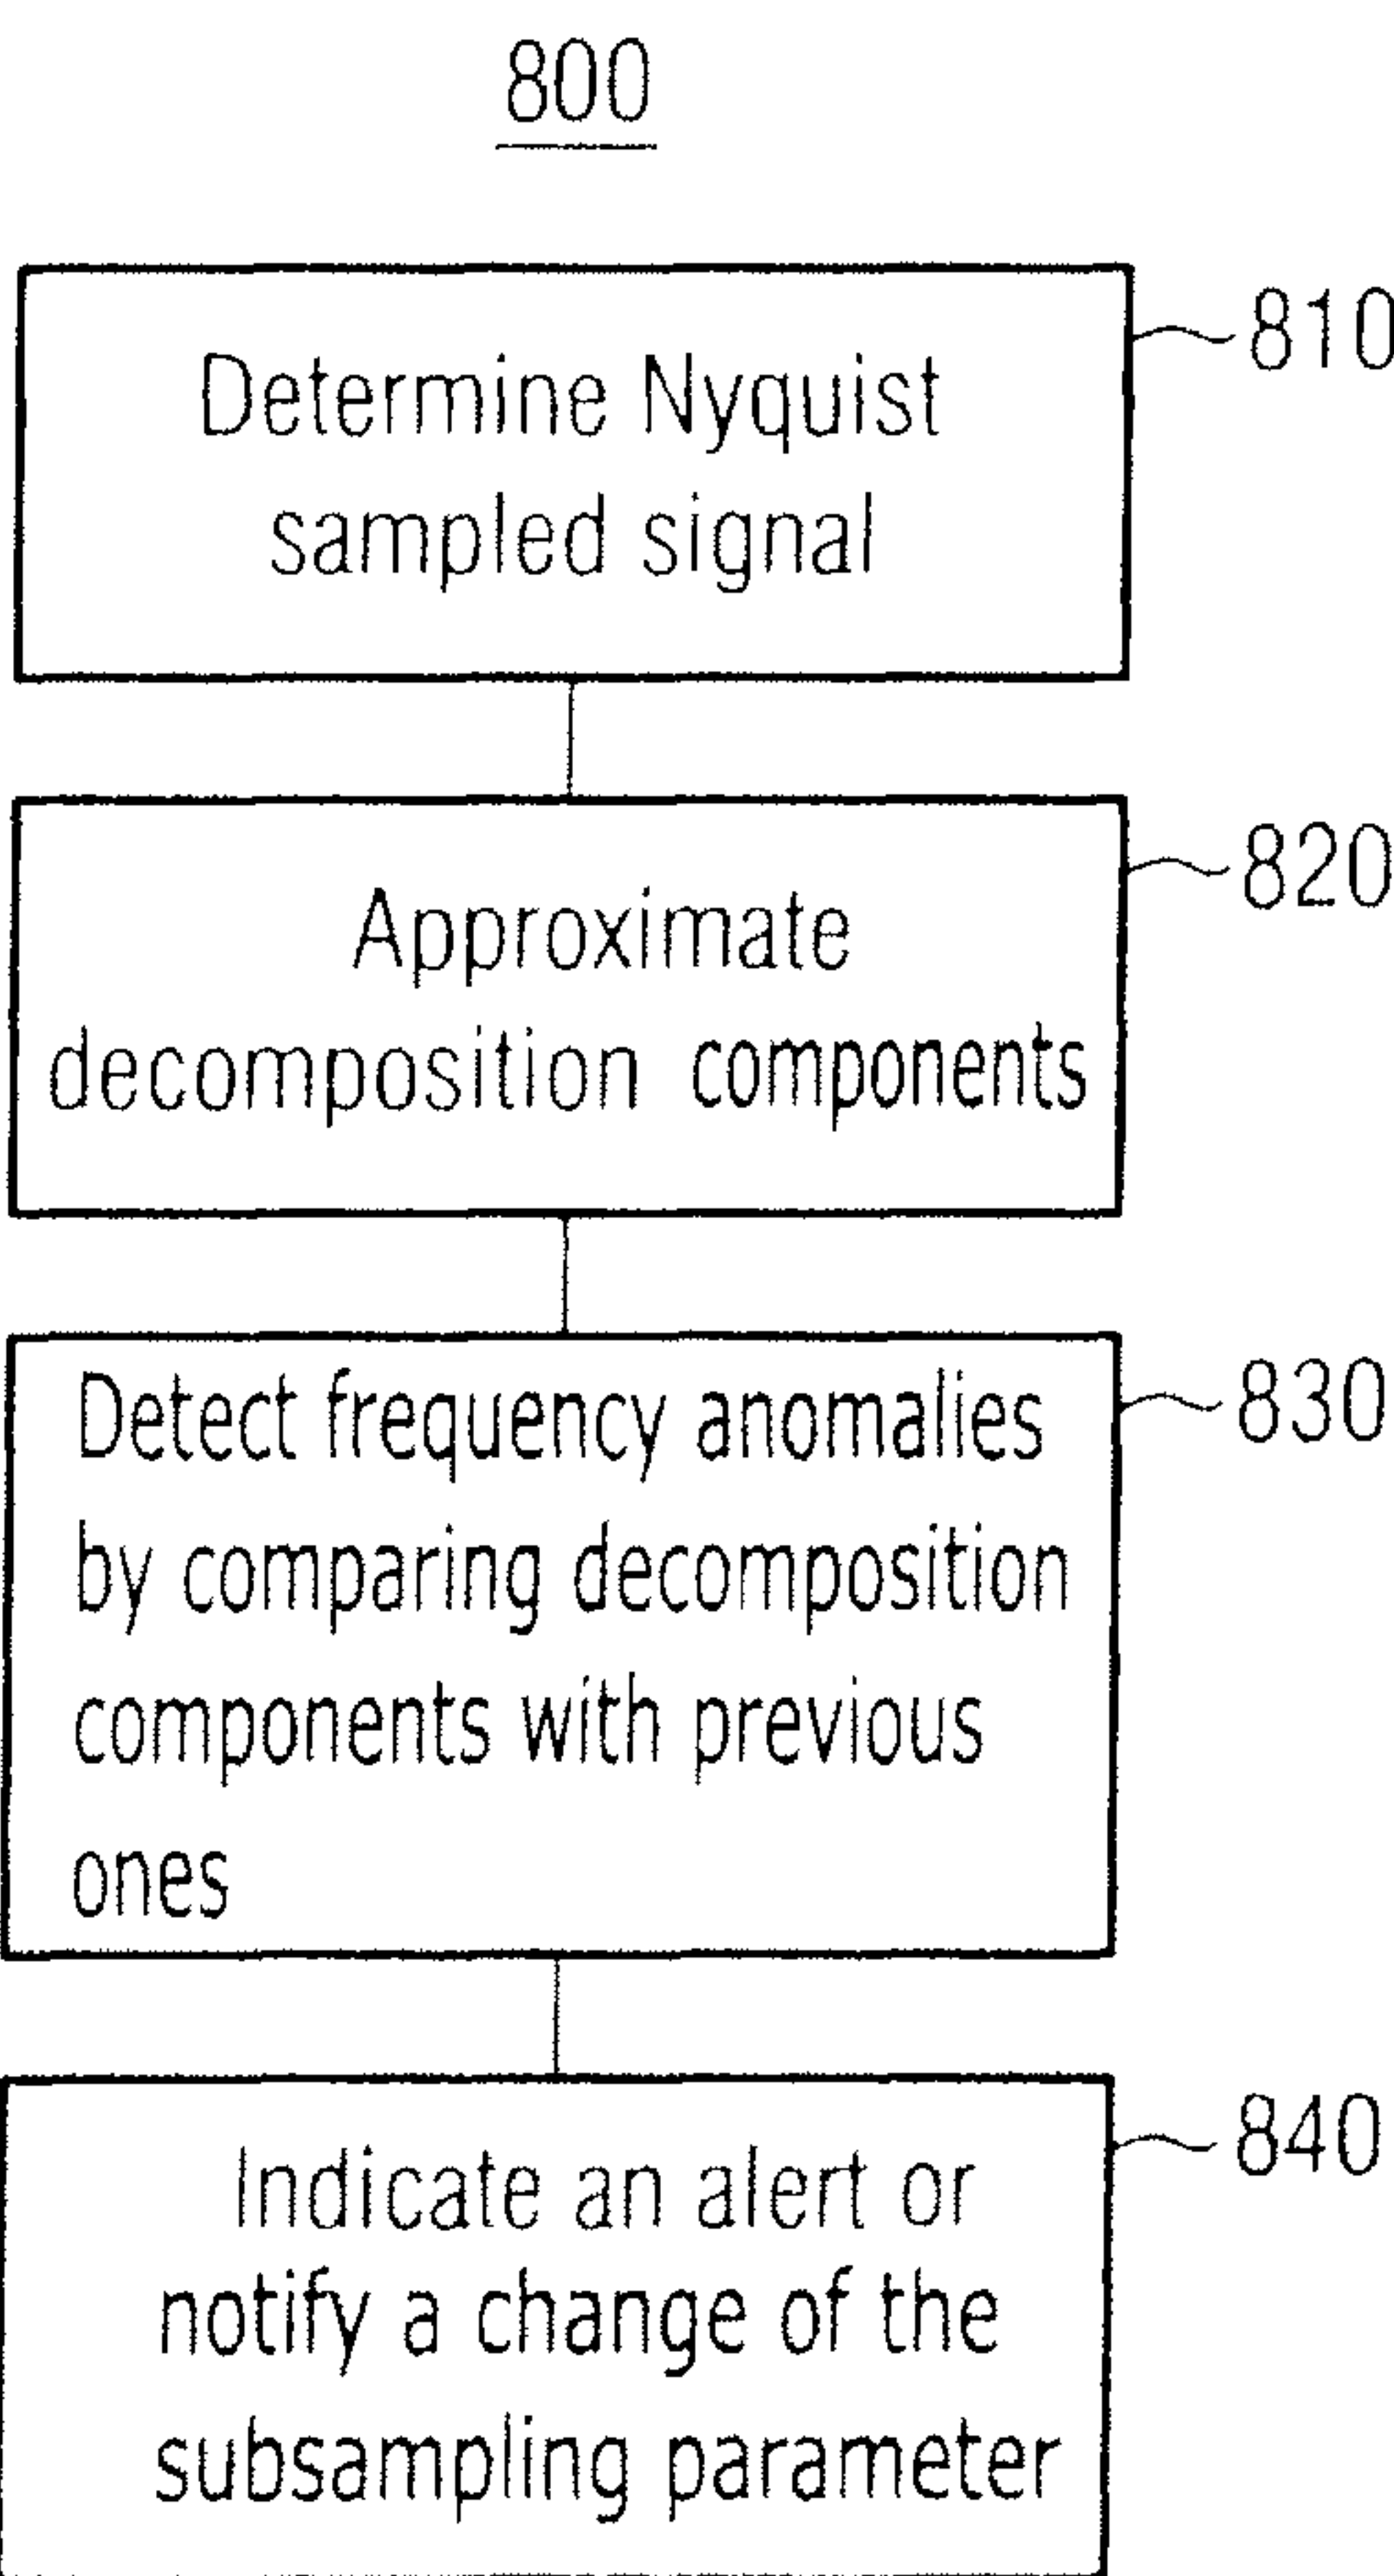 800
810
Determine Nyquist
sampled signal
820
Approximate
decomposition components
830
Detect frequency anomalies
by comparing decomposition
components with previous
ones
840
Indicate an alert or
notify a change of the
subsampling parameter